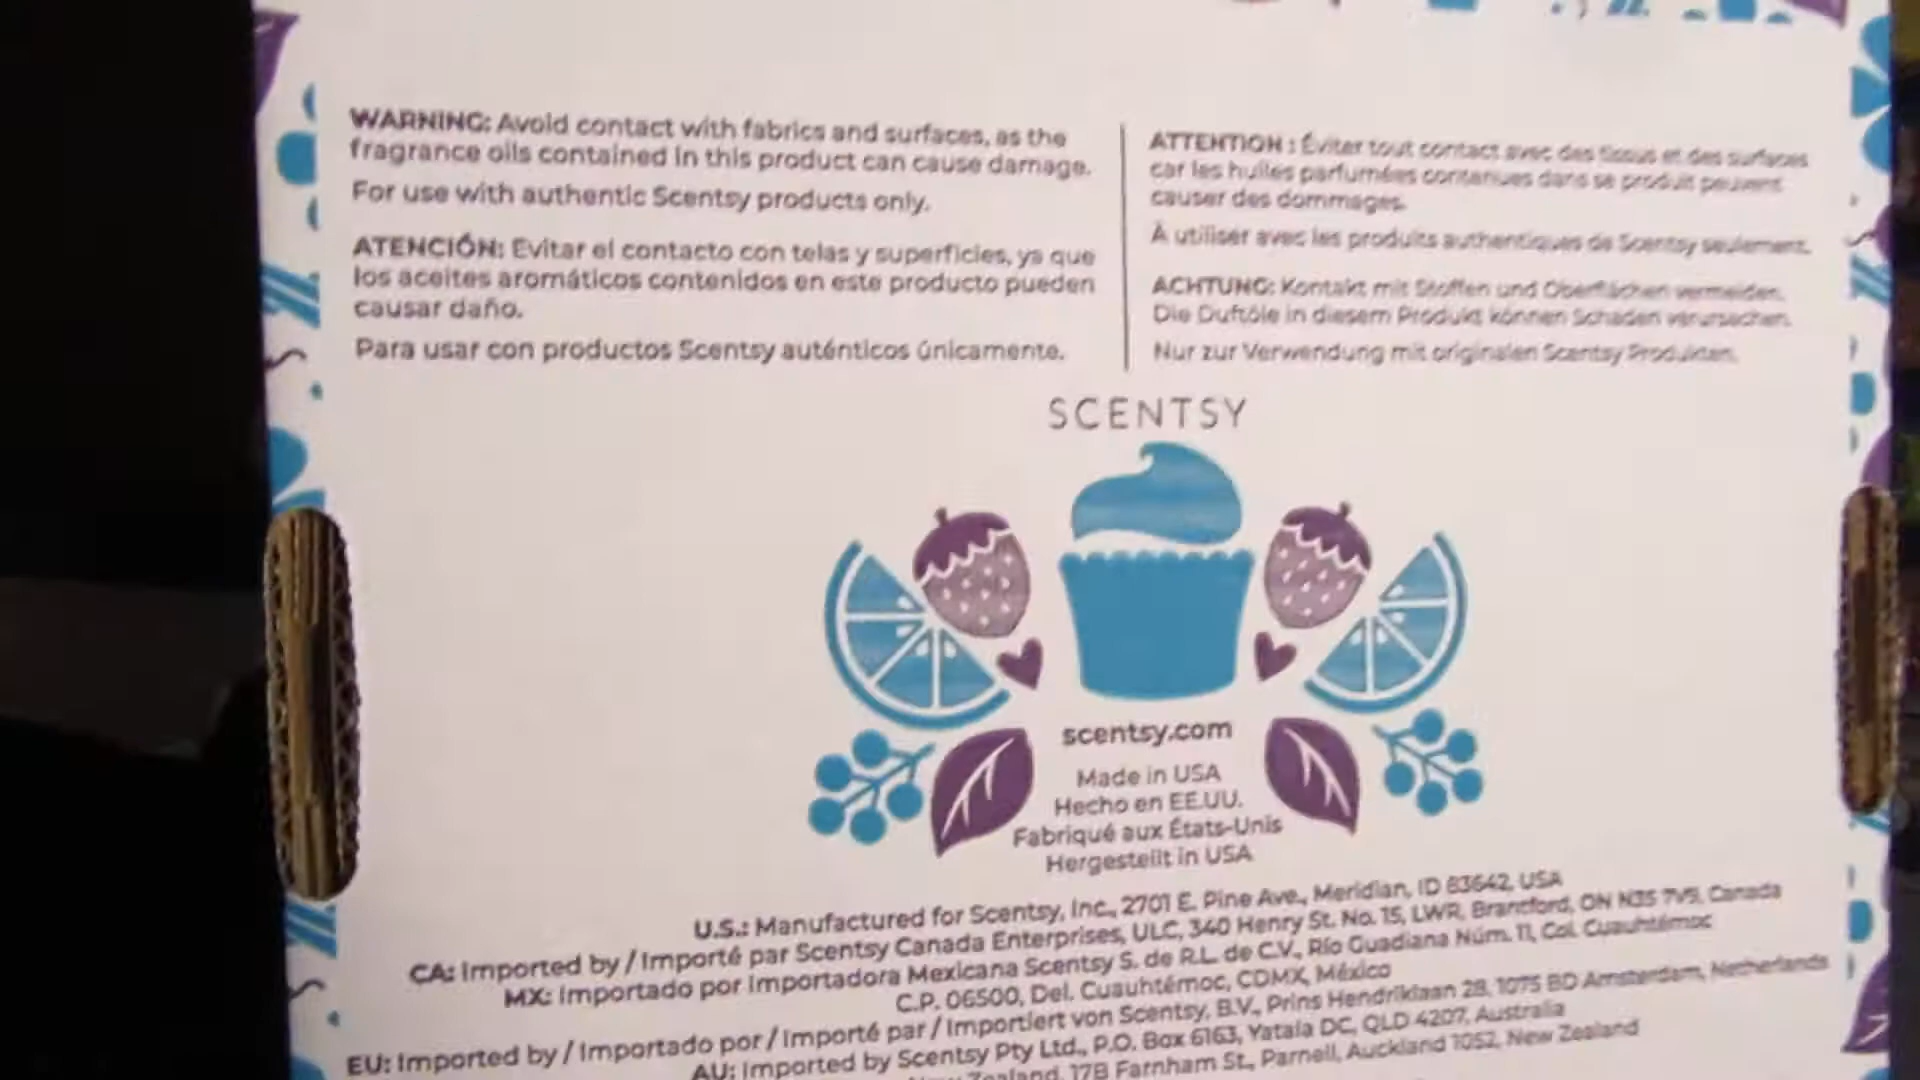 WARNING: Avoid contact with fabrics and surfaces, as the
fragrance oils contained in this product can cause damage.
For use with authentic Scentsy products only.
ATENCIÓN: Evitar el contacto con telas y superficies, ya que
los aceites aromáticos contenidos en este producto pueden
causar daño.
Para usar con productos Scentsy auténticos únicamente.
ATTENTION : Éviter tout contact avec des tissus et des surfaces
car les huiles parfumées contenues dans se produit peuvent
causer des dommages.
À utiliser avec les produits authentiques de Scentsy seulement.
ACHTUNG: Kontakt mit Stoffen und Oberflächen vermeiden.
Die Duftöle in diesem Produkt können Schaden verursachen.
Nur zur Verwendung mit originalen Scentsy Produkten.
SCENTSY
scentsy.com
Made in USA
Hecho en EE.UU.
Fabriqué aux États-Unis
Hergestellt in USA
U.S.: Manufactured for Scentsy, Inc., 2701 E. Pine Ave., Meridian, ID 83642, USA
CA: Imported by / Importé par Scentsy Canada Enterprises, ULC, 340 Henry St. No. 15, LWR, Brantford, ON N3S 7V9, Canada
MX: Importado por Importadora Mexicana Scentsy S. de R.L. de C.V., Río Guadiana Núm. 11, Col. Cuauhtémoc
C.P. 06500, Del. Cuauhtémoc, CDMX, México
EU: Imported by / Importado por / Importé par / Importiert von Scentsy, B.V., Prins Hendriklaan 28, 1075 BD Amsterdam, Netherlands
AU: Imported by Scentsy Pty Ltd., P.O. Box 6163, Yatala DC, QLD 4207, Australia
Zealand, 17B Farnham St., Parnell, Auckland 1052, New Zealand